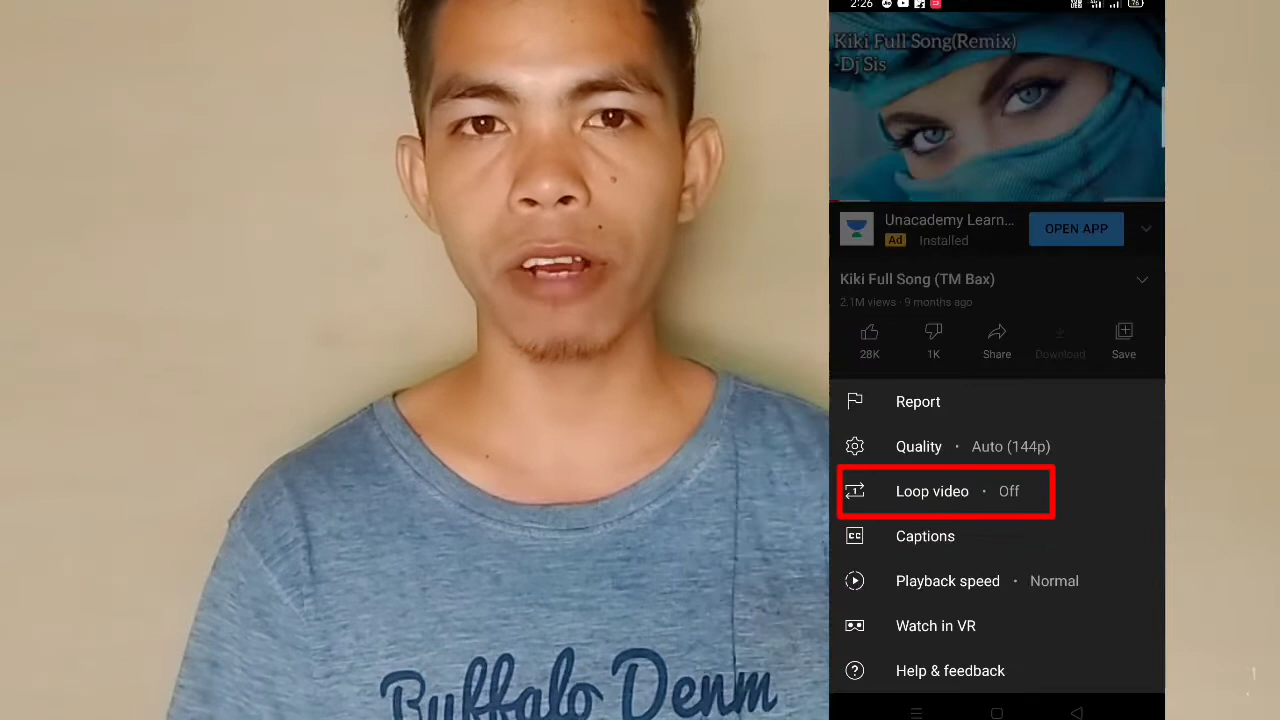 2:26
76
Kiki Full Song(Remix)
-Dj Sis
Unacademy Learn...
Ad Installed
OPEN APP
Kiki Full Song (TM Bax)
2.1M views · 9 months ago
28K
1K
Share
Download
Save
Report
Quality · Auto (144p)
Loop video · Off
CC Captions
Playback speed · Normal
Watch in VR
? Help & feedback
Buffalo Denm